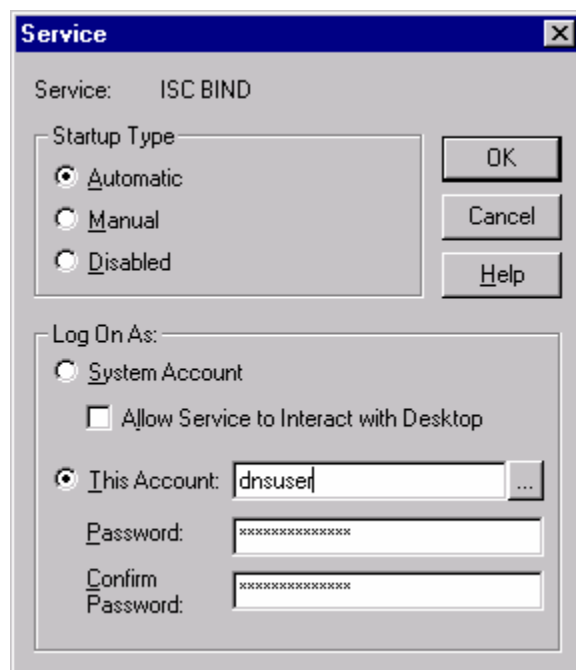 Service
Service: ISC BIND
Startup Type
Automatic
Manual
Disabled
OK
Cancel
Help
Log On As:
System Account
Allow Service to Interact with Desktop
This Account: dnsuser ...
Password: **************
Confirm Password: **************